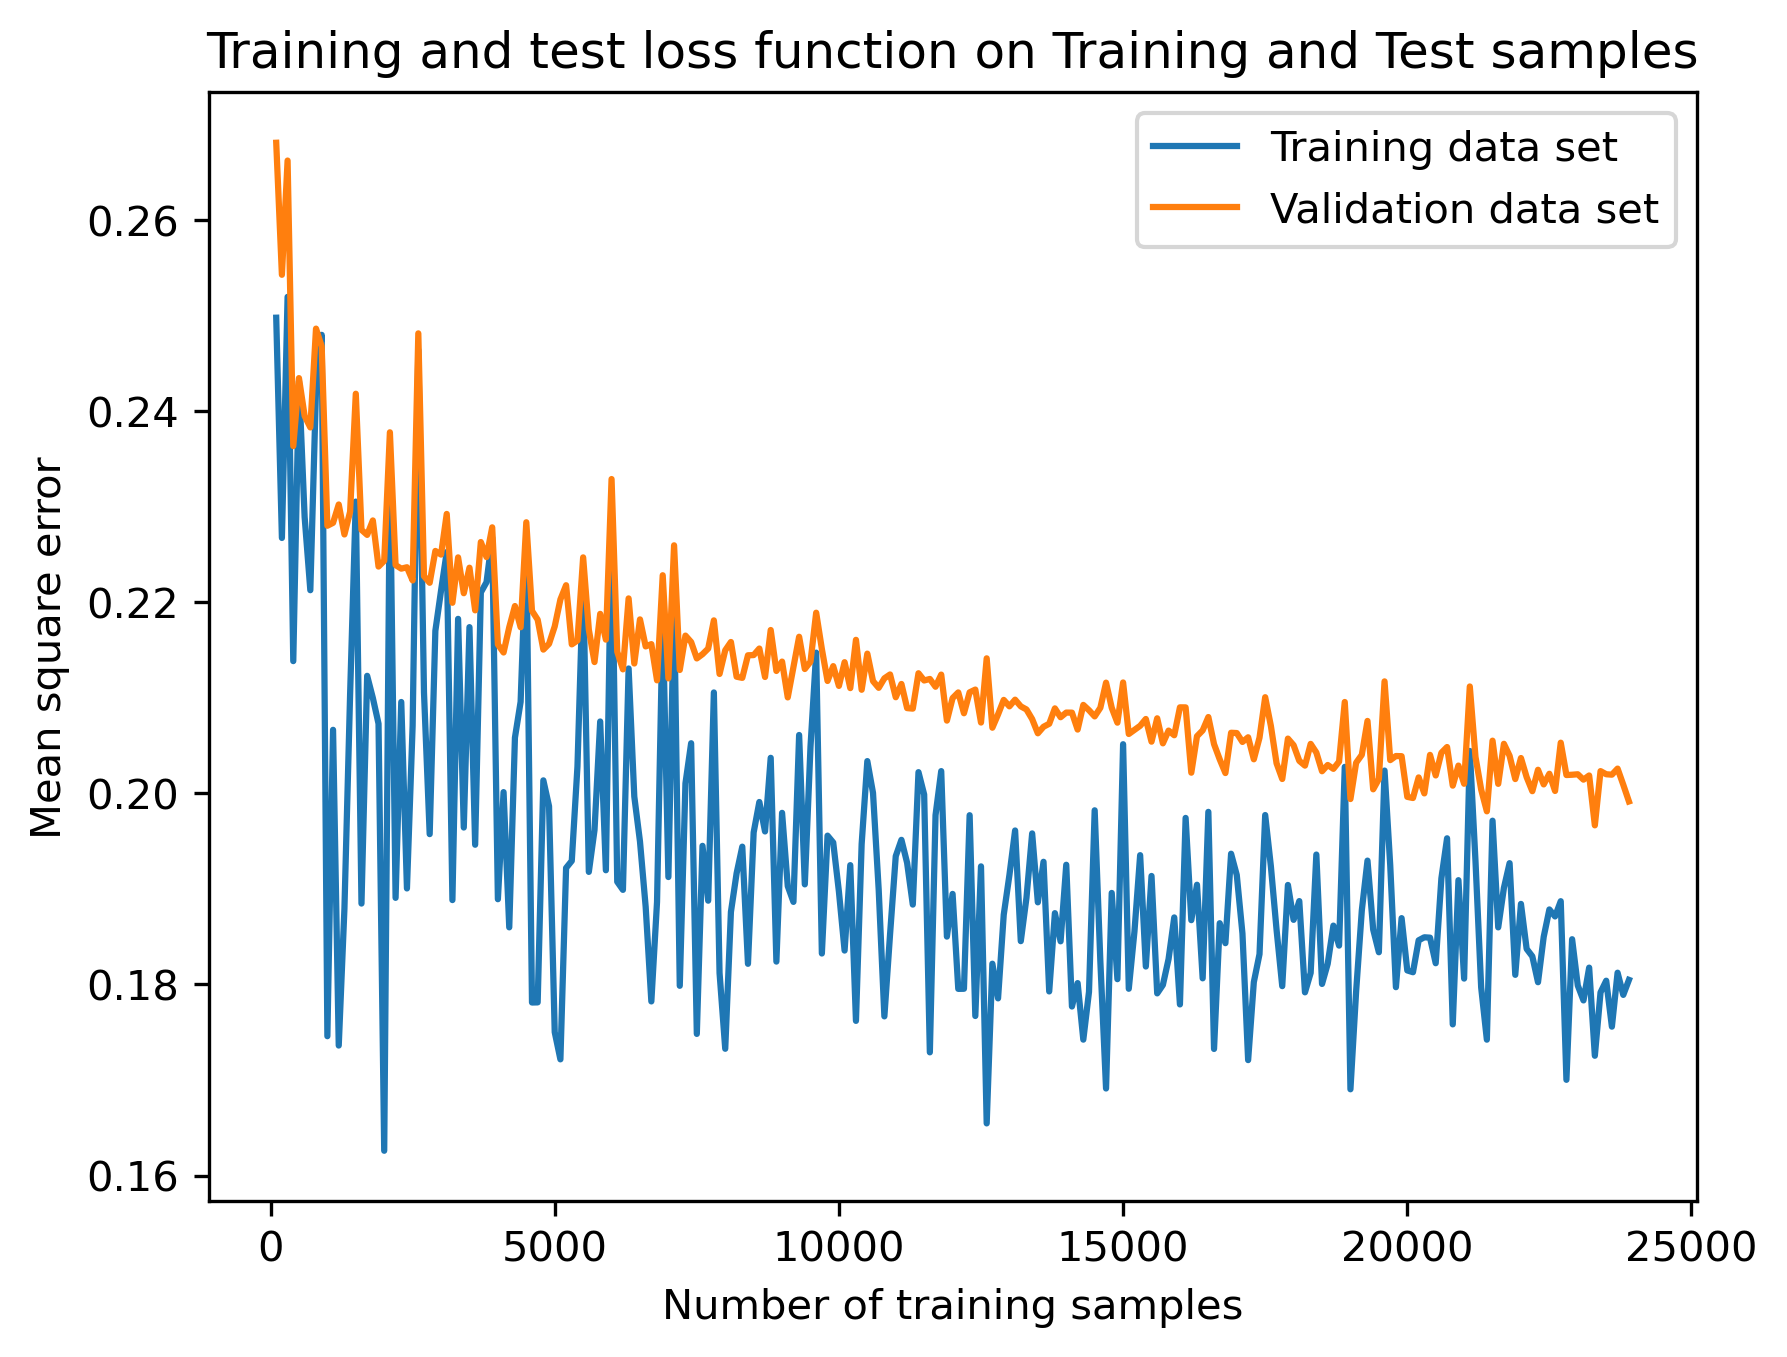 Training and test loss function on Training and Test samples
Training data set
Validation data set
Mean square error
0.26
0.24
0.22
0.20
0.18
0.16
0 5000 10000 15000 20000 25000
Number of training samples